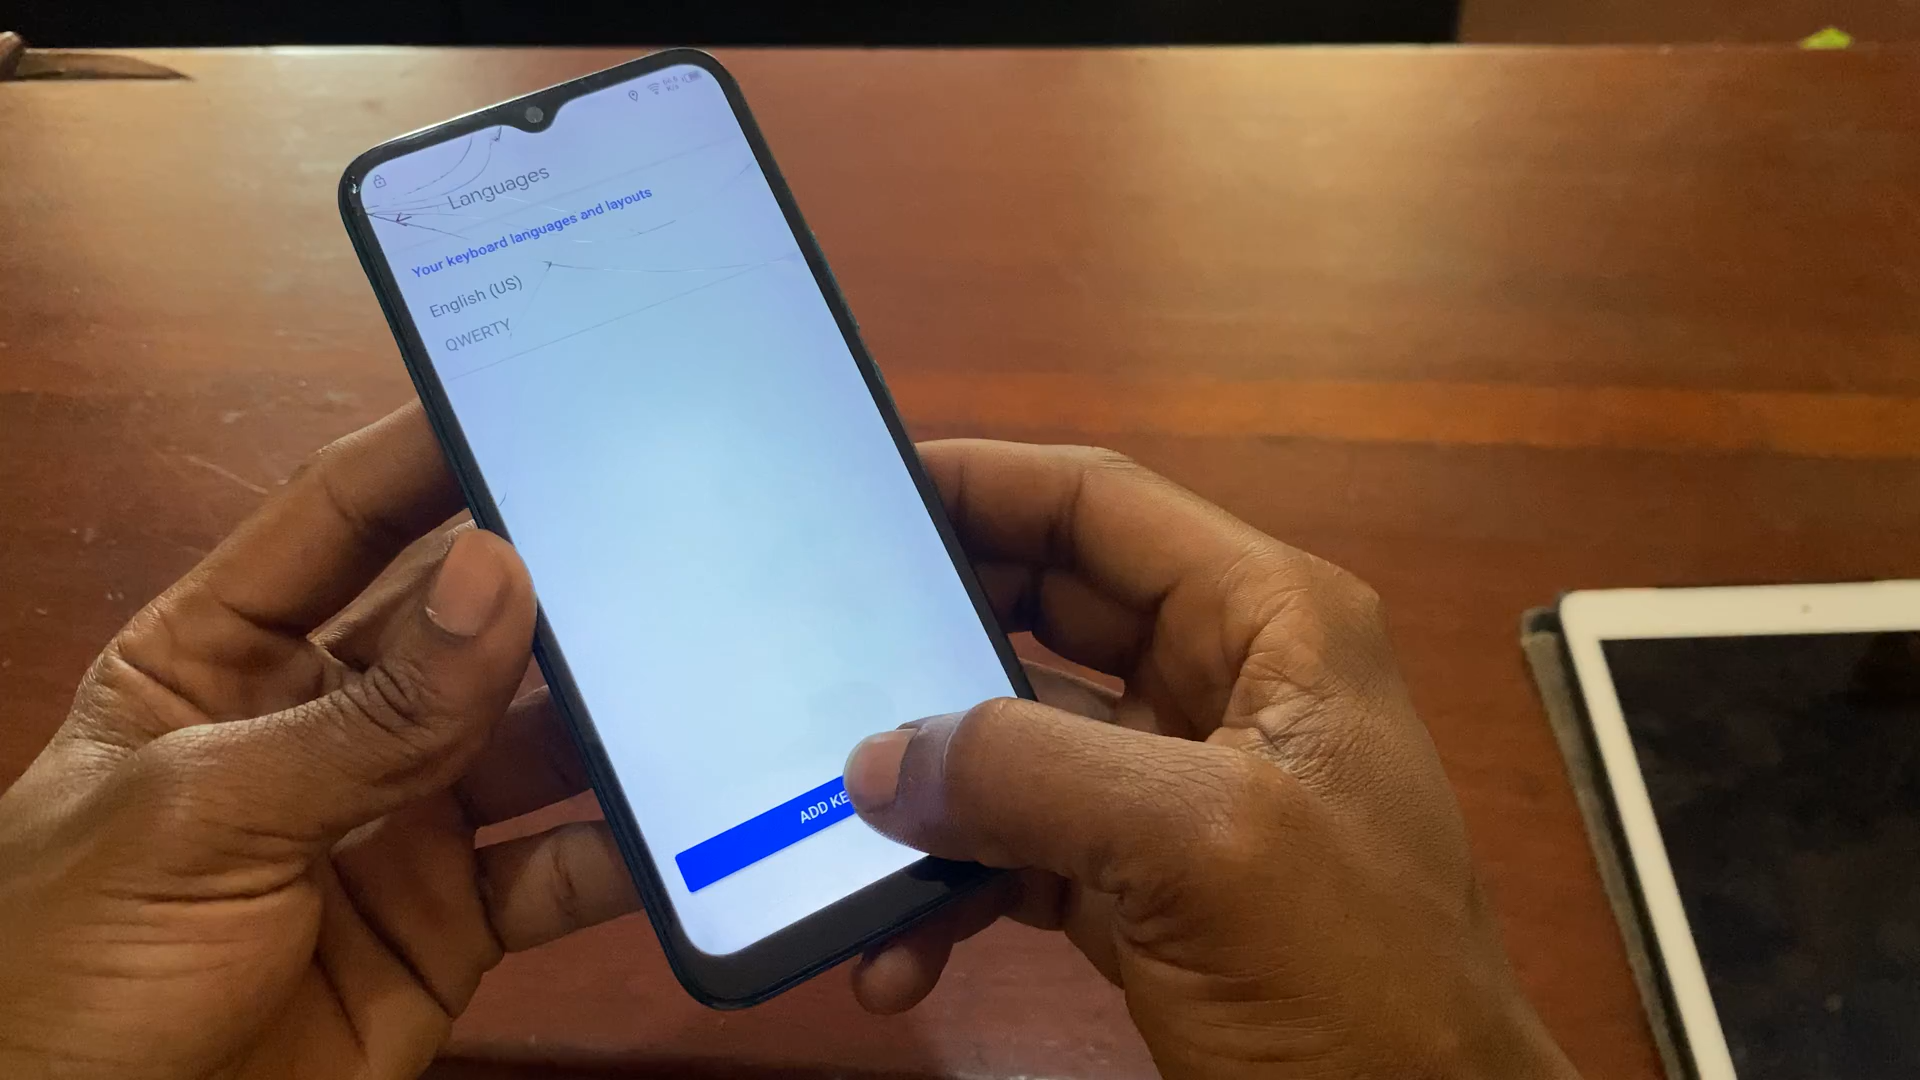 Languages
Your keyboard languages and layouts
English (US)
QWERTY
ADD KE